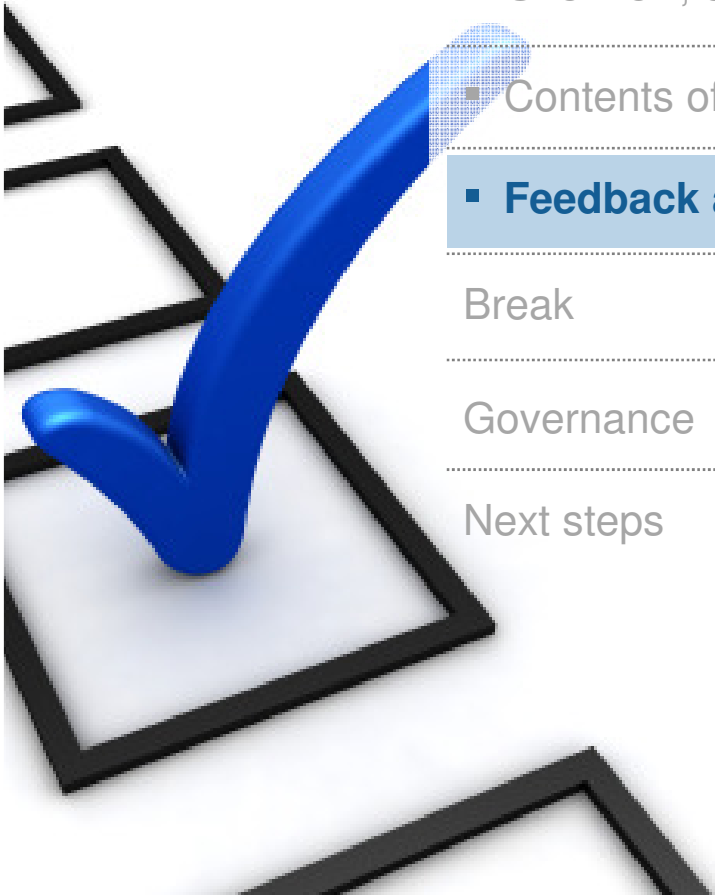 ▪ Contents of
▪ Feedback
Break
Governance
Next steps